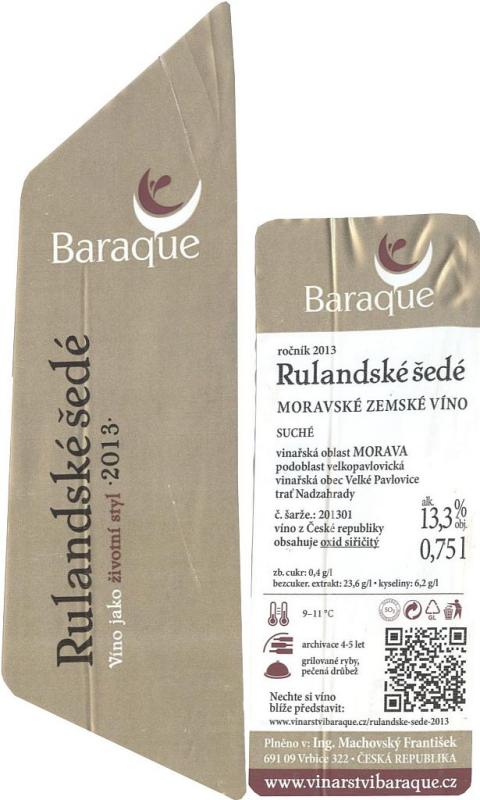 Baraque
Rulandské šedé
Víno jako životní styl ·2013·
Baraque
ročník 2013
Rulandské šedé
MORAVSKÉ ZEMSKÉ VÍNO
SUCHÉ
vinařská oblast MORAVA
podoblast velkopavlovická
vinařská obec Velké Pavlovice
trať Nadzahrady
č. šarže.: 201301
víno z České republiky
obsahuje oxid siřičitý
alk.
13,3% obj.
0,75 l
zb. cukr: 0,4 g/l
bezcuker. extrakt: 23,6 g/l • kyseliny: 6,2 g/l
9–11 °C
SO₂
GL
archivace 4-5 let
grilované ryby,
pečená drůbež
Nechte si víno
blíže představit:
www.vinarstvibaraque.cz/rulandske-sede-2013
Plněno v: Ing. Machovský František
691 09 Vrbice 322 • ČESKÁ REPUBLIKA
www.vinarstvibaraque.cz